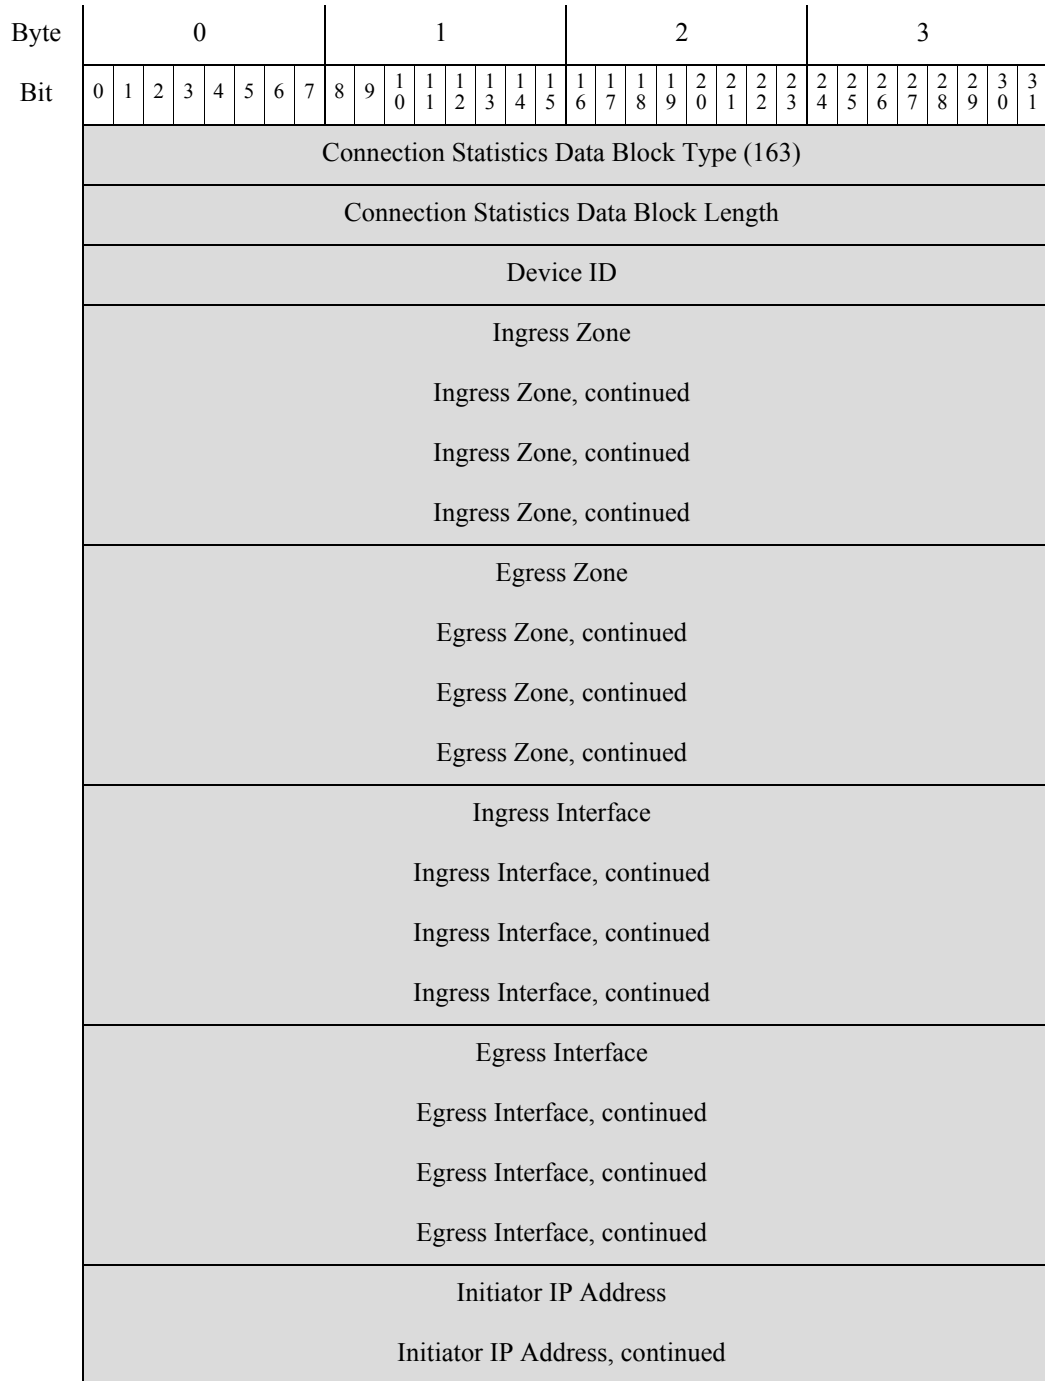 Byte 0 1 2 3
Bit 0 1 2 3 4 5 6 7 8 9 10 11 12 13 14 15 16 17 18 19 20 21 22 23 24 25 26 27 28 29 30 31
Connection Statistics Data Block Type (163)
Connection Statistics Data Block Length
Device ID
Ingress Zone
Ingress Zone, continued
Ingress Zone, continued
Ingress Zone, continued
Egress Zone
Egress Zone, continued
Egress Zone, continued
Egress Zone, continued
Ingress Interface
Ingress Interface, continued
Ingress Interface, continued
Ingress Interface, continued
Egress Interface
Egress Interface, continued
Egress Interface, continued
Egress Interface, continued
Initiator IP Address
Initiator IP Address, continued